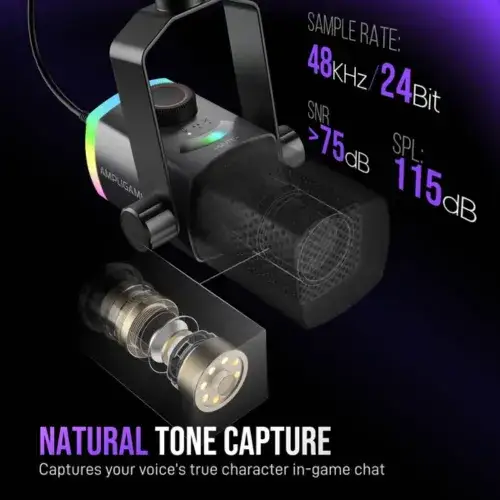 SAMPLE RATE:
48KHz/24Bit
SNR
>75dB
SPL:
115dB
AMPLIGAME
NATURAL TONE CAPTURE
Captures your voice's true character in-game chat